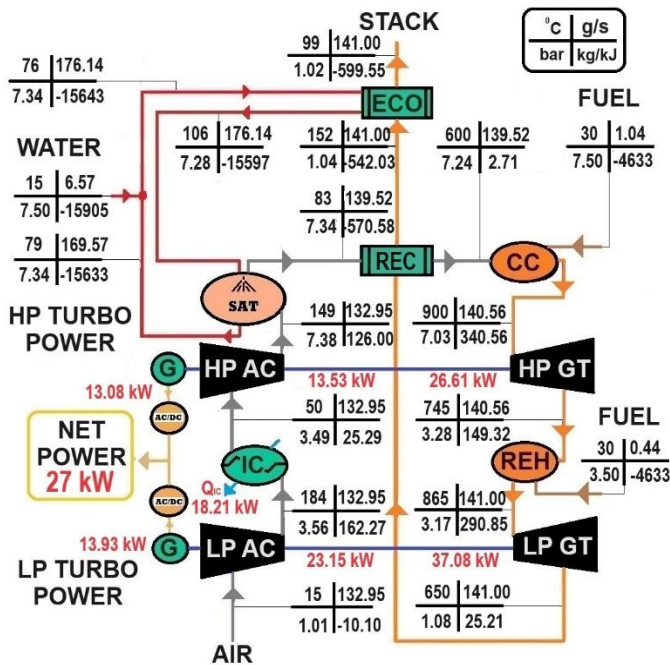 STACK
°C g/s
bar kg/kJ
99 141.00
1.02 -599.55
76 176.14
7.34 -15643
ECO
FUEL
106 176.14
7.28 -15597
152 141.00
1.04 -542.03
600 139.52
7.24 2.71
30 1.04
7.50 -4633
WATER
15 6.57
7.50 -15905
83 139.52
7.34 -570.58
79 169.57
7.34 -15633
REC
CC
SAT
HP TURBO
POWER
149 132.95
7.38 126.00
900 140.56
7.03 340.56
G
HP AC
HP GT
13.08 kW
13.53 kW
26.61 kW
AC/DC
50 132.95
3.49 25.29
745 140.56
3.28 149.32
FUEL
NET
POWER
27 kW
IC
REH
30 0.44
3.50 -4633
QIC
18.21 kW
AC/DC
184 132.95
3.56 162.27
865 141.00
3.17 290.85
13.93 kW
G
LP AC
LP GT
23.15 kW
37.08 kW
LP TURBO
POWER
15 132.95
1.01 -10.10
650 141.00
1.08 25.21
AIR